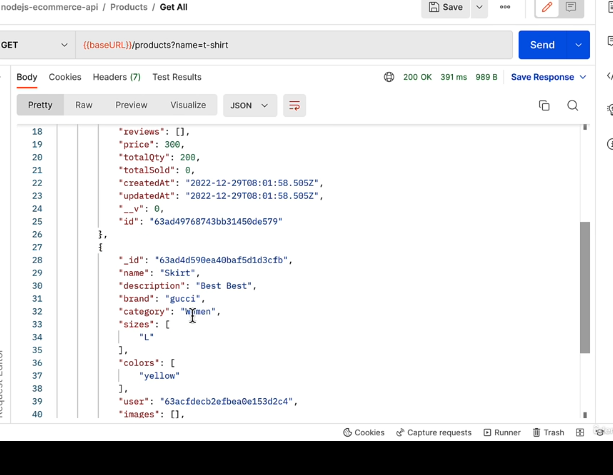 nodejs-ecommerce-api / Products / Get All
Save
GET {{baseURL}}/products?name=t-shirt Send
Body Cookies Headers (7) Test Results 200 OK 391 ms 989 B Save Response
Pretty Raw Preview Visualize JSON
18 "reviews": [],
19 "price": 300,
20 "totalQty": 200,
21 "totalSold": 0,
22 "createdAt": "2022-12-29T08:01:58.505Z",
23 "updatedAt": "2022-12-29T08:01:58.505Z",
24 "__v": 0,
25 "id": "63ad49768743bb31450de579"
26 },
27 {
28 "_id": "63ad4d590ea40baf5d1d3cfb",
29 "name": "Skirt",
30 "description": "Best Best",
31 "brand": "gucci",
32 "category": "Women",
33 "sizes": [
34 "L"
35 ],
36 "colors": [
37 "yellow"
38 ],
39 "user": "63acfdecb2efbea0e153d2c4",
40 "images": [],
Cookies Capture requests Runner Trash